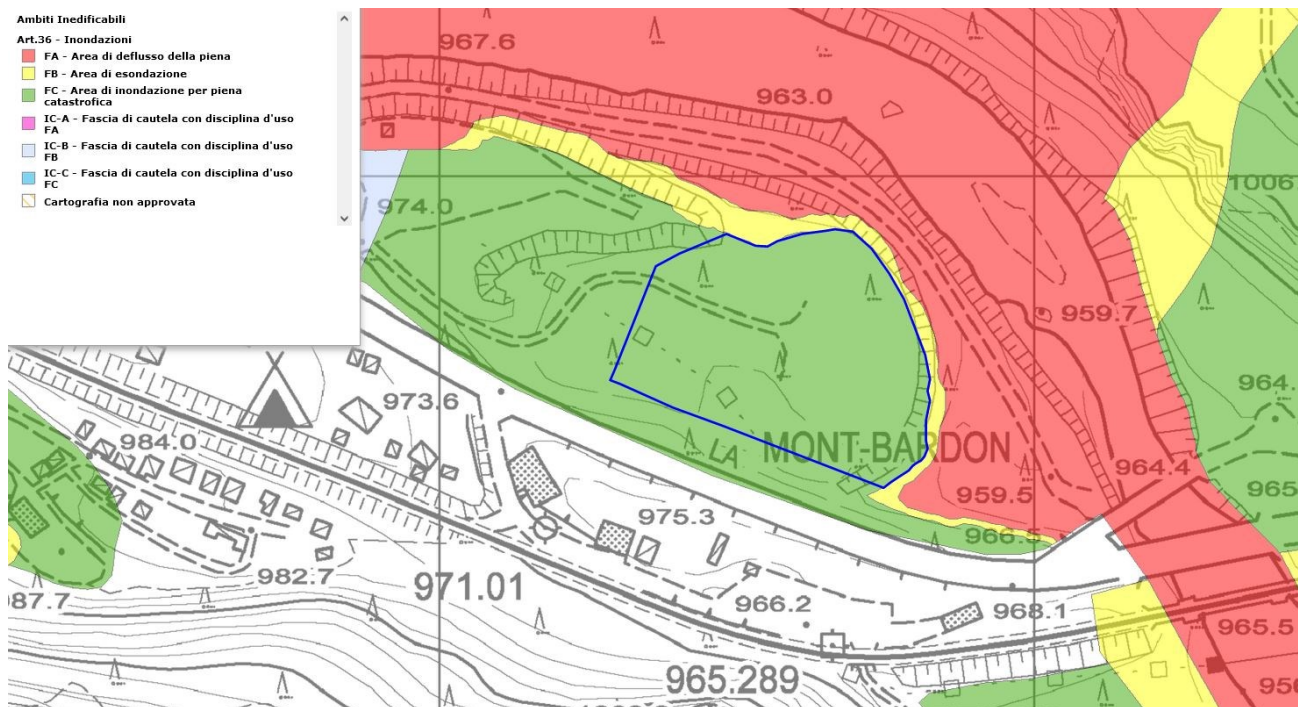 Ambiti Inedificabili
Art.36 - Inondazioni
FA - Area di deflusso della piena
FB - Area di esondazione
FC - Area di inondazione per piena
catastrofica
IC-A - Fascia di cautela con disciplina d'uso
FA
IC-B - Fascia di cautela con disciplina d'uso
FB
IC-C - Fascia di cautela con disciplina d'uso
FC
Cartografia non approvata
967.6
963.0
1006
974.0
959.7
964.
973.6
984.0
LA MONT-BARDON
964.4
959.5
965
975.3
966.5
982.7
971.01
987.7
966.2
968.1
965.5
965.289